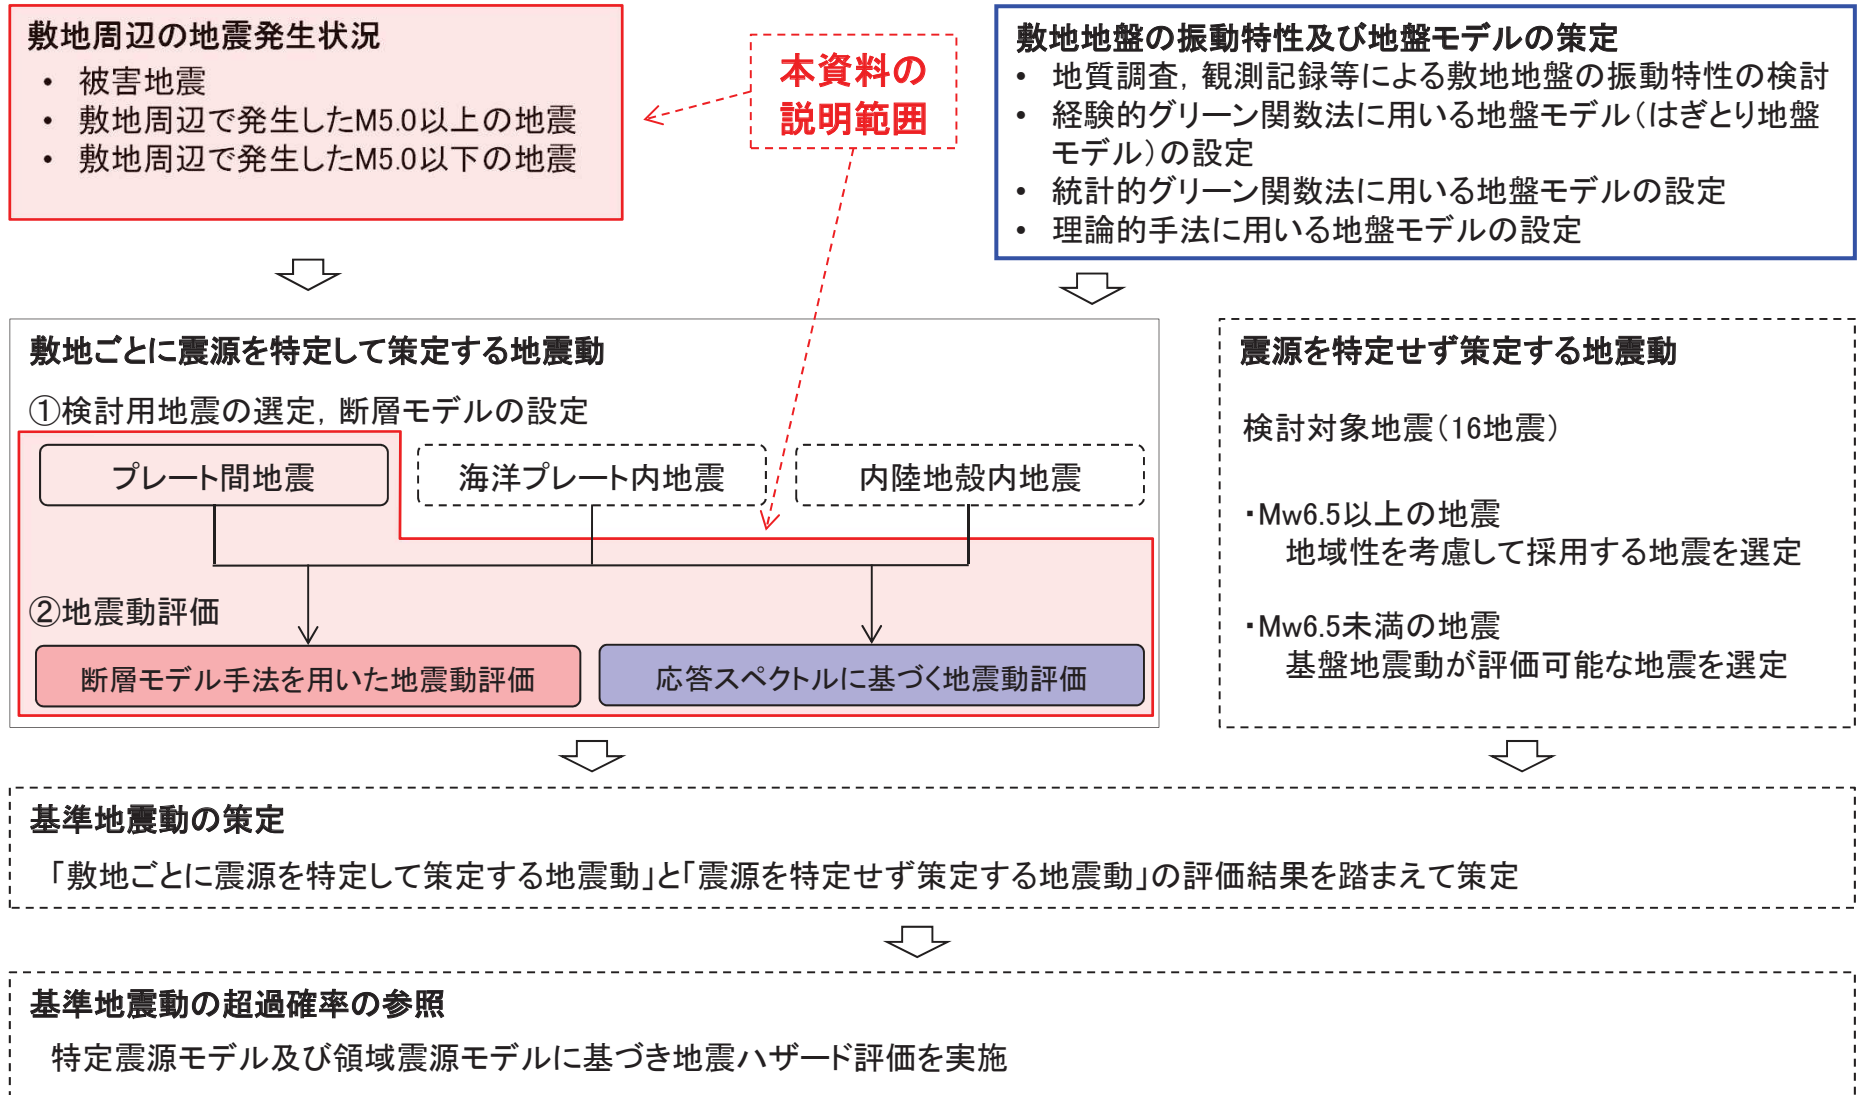 敷地周辺の地震発生状況
• 被害地震
• 敷地周辺で発生したM5.0以上の地震
• 敷地周辺で発生したM5.0以下の地震
本資料の
説明範囲
敷地地盤の振動特性及び地盤モデルの策定
• 地質調査，観測記録等による敷地地盤の振動特性の検討
• 経験的グリーン関数法に用いる地盤モデル（はぎとり地盤
モデル）の設定
• 統計的グリーン関数法に用いる地盤モデルの設定
• 理論的手法に用いる地盤モデルの設定
敷地ごとに震源を特定して策定する地震動
①検討用地震の選定，断層モデルの設定
プレート間地震
海洋プレート内地震
内陸地殻内地震
②地震動評価
断層モデル手法を用いた地震動評価
応答スペクトルに基づく地震動評価
震源を特定せず策定する地震動
検討対象地震（16地震）
・Mw6.5以上の地震
地域性を考慮して採用する地震を選定
・Mw6.5未満の地震
基盤地震動が評価可能な地震を選定
基準地震動の策定
「敷地ごとに震源を特定して策定する地震動」と「震源を特定せず策定する地震動」の評価結果を踏まえて策定
基準地震動の超過確率の参照
特定震源モデル及び領域震源モデルに基づき地震ハザード評価を実施